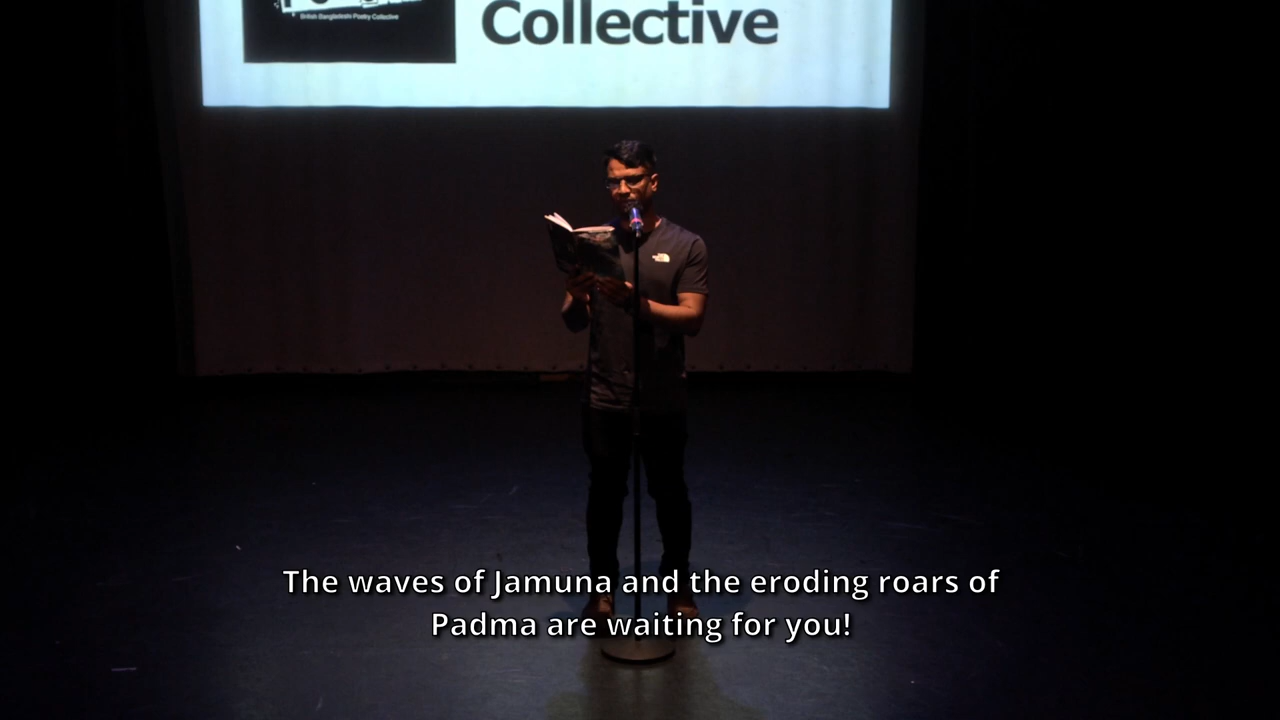 British Bangladeshi Poetry Collective
Collective
The waves of Jamuna and the eroding roars of
Padma are waiting for you!